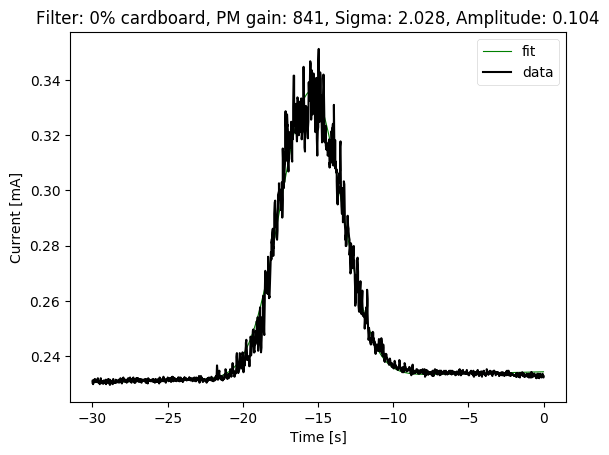 Filter: 0% cardboard, PM gain: 841, Sigma: 2.028, Amplitude: 0.104
fit
data
0.34
0.32
0.30
0.28
0.26
0.24
Current [mA]
−30
−25
−20
−15
−10
−5
0
Time [s]